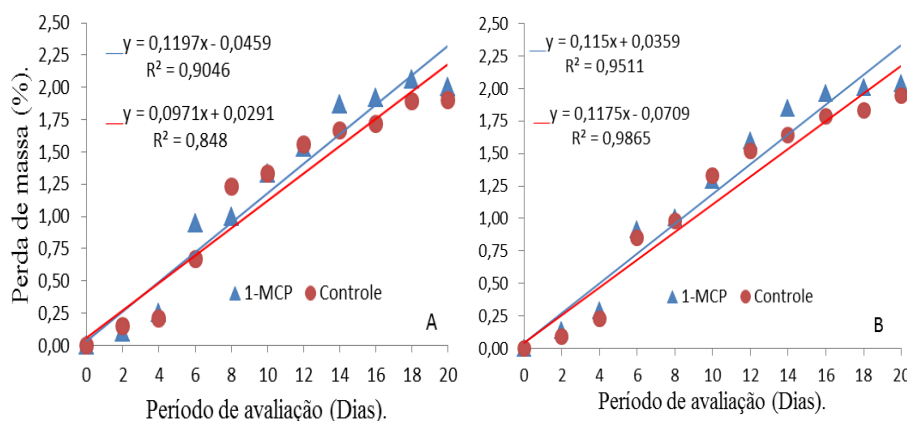 2,50
2,25
2,00
1,75
1,50
1,25
1,00
0,75
0,50
0,25
0,00
Perda de massa (%).
y = 0,1197x - 0,0459
R² = 0,9046
y = 0,0971x + 0,0291
R² = 0,848
1-MCP Controle
A
0 2 4 6 8 10 12 14 16 18 20
Período de avaliação (Dias).
2,50
2,25
2,00
1,75
1,50
1,25
1,00
0,75
0,50
0,25
0,00
y = 0,115x + 0,0359
R² = 0,9511
y = 0,1175x - 0,0709
R² = 0,9865
1-MCP Controle
B
0 2 4 6 8 10 12 14 16 18 20
Período de avaliação (Dias).